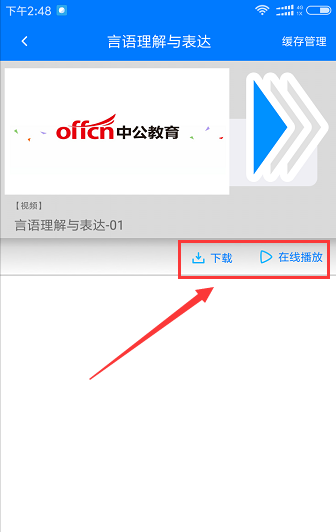 下午2:48
言语理解与表达
缓存管理
offcn中公教育
【视频】
言语理解与表达-01
下载
在线播放